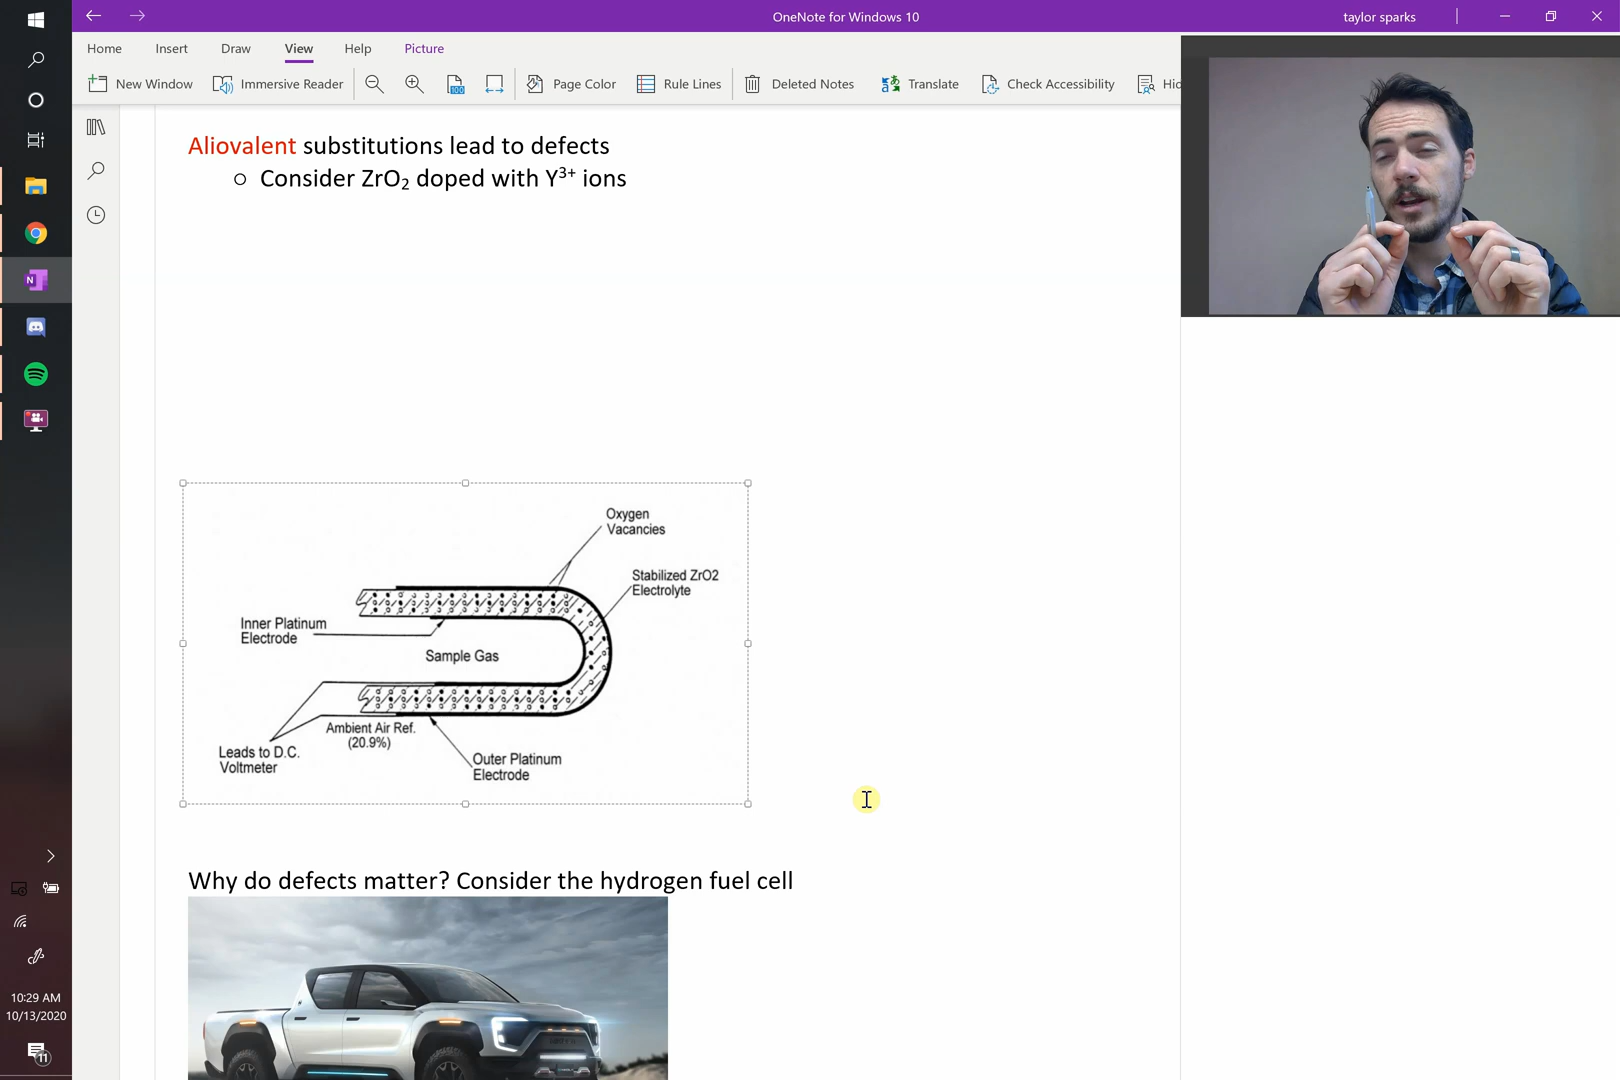 OneNote for Windows 10
taylor sparks
Home Insert Draw View Help Picture
New Window Immersive Reader 100 Page Color Rule Lines Deleted Notes Translate Check Accessibility Hid
Aliovalent substitutions lead to defects
○ Consider ZrO₂ doped with Y³⁺ ions
Oxygen
Vacancies
Stabilized ZrO2
Electrolyte
Inner Platinum
Electrode
Sample Gas
Ambient Air Ref.
(20.9%)
Leads to D.C.
Voltmeter
Outer Platinum
Electrode
Why do defects matter? Consider the hydrogen fuel cell
10:29 AM
10/13/2020
11